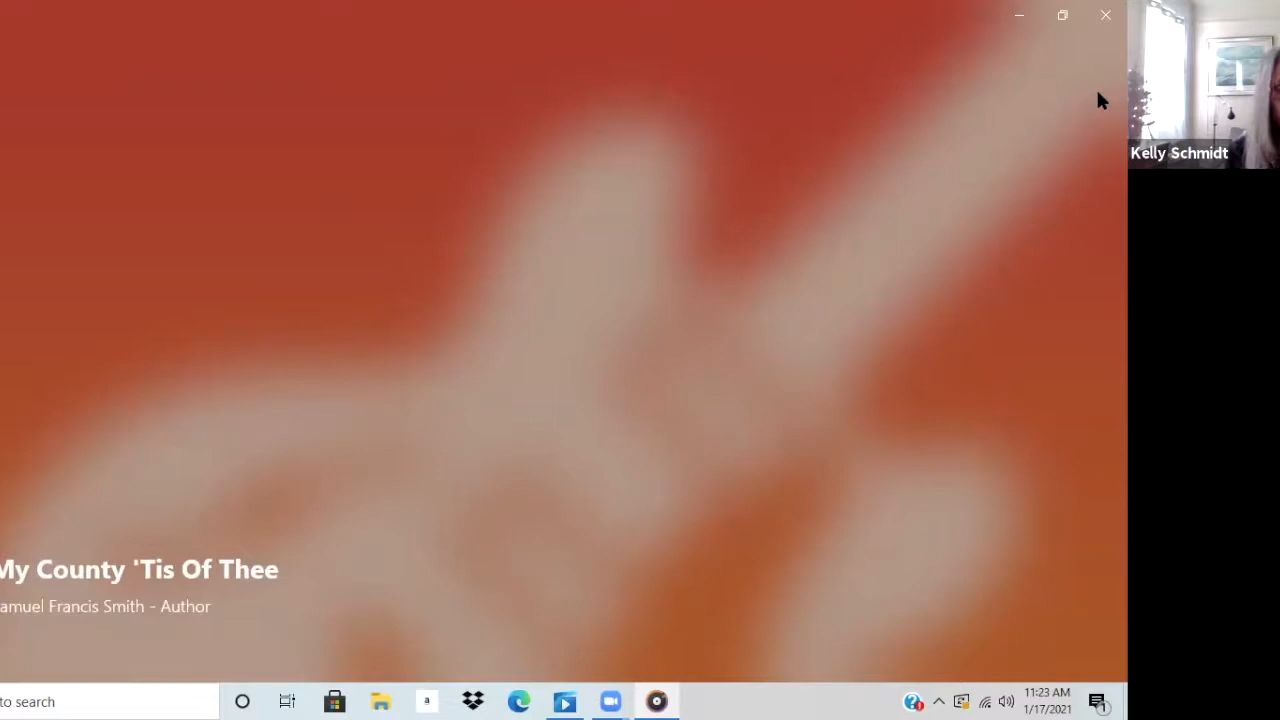 Kelly Schmidt
My County 'Tis Of Thee
amuel Francis Smith - Author
to search
a
11:23 AM
1/17/2021
1